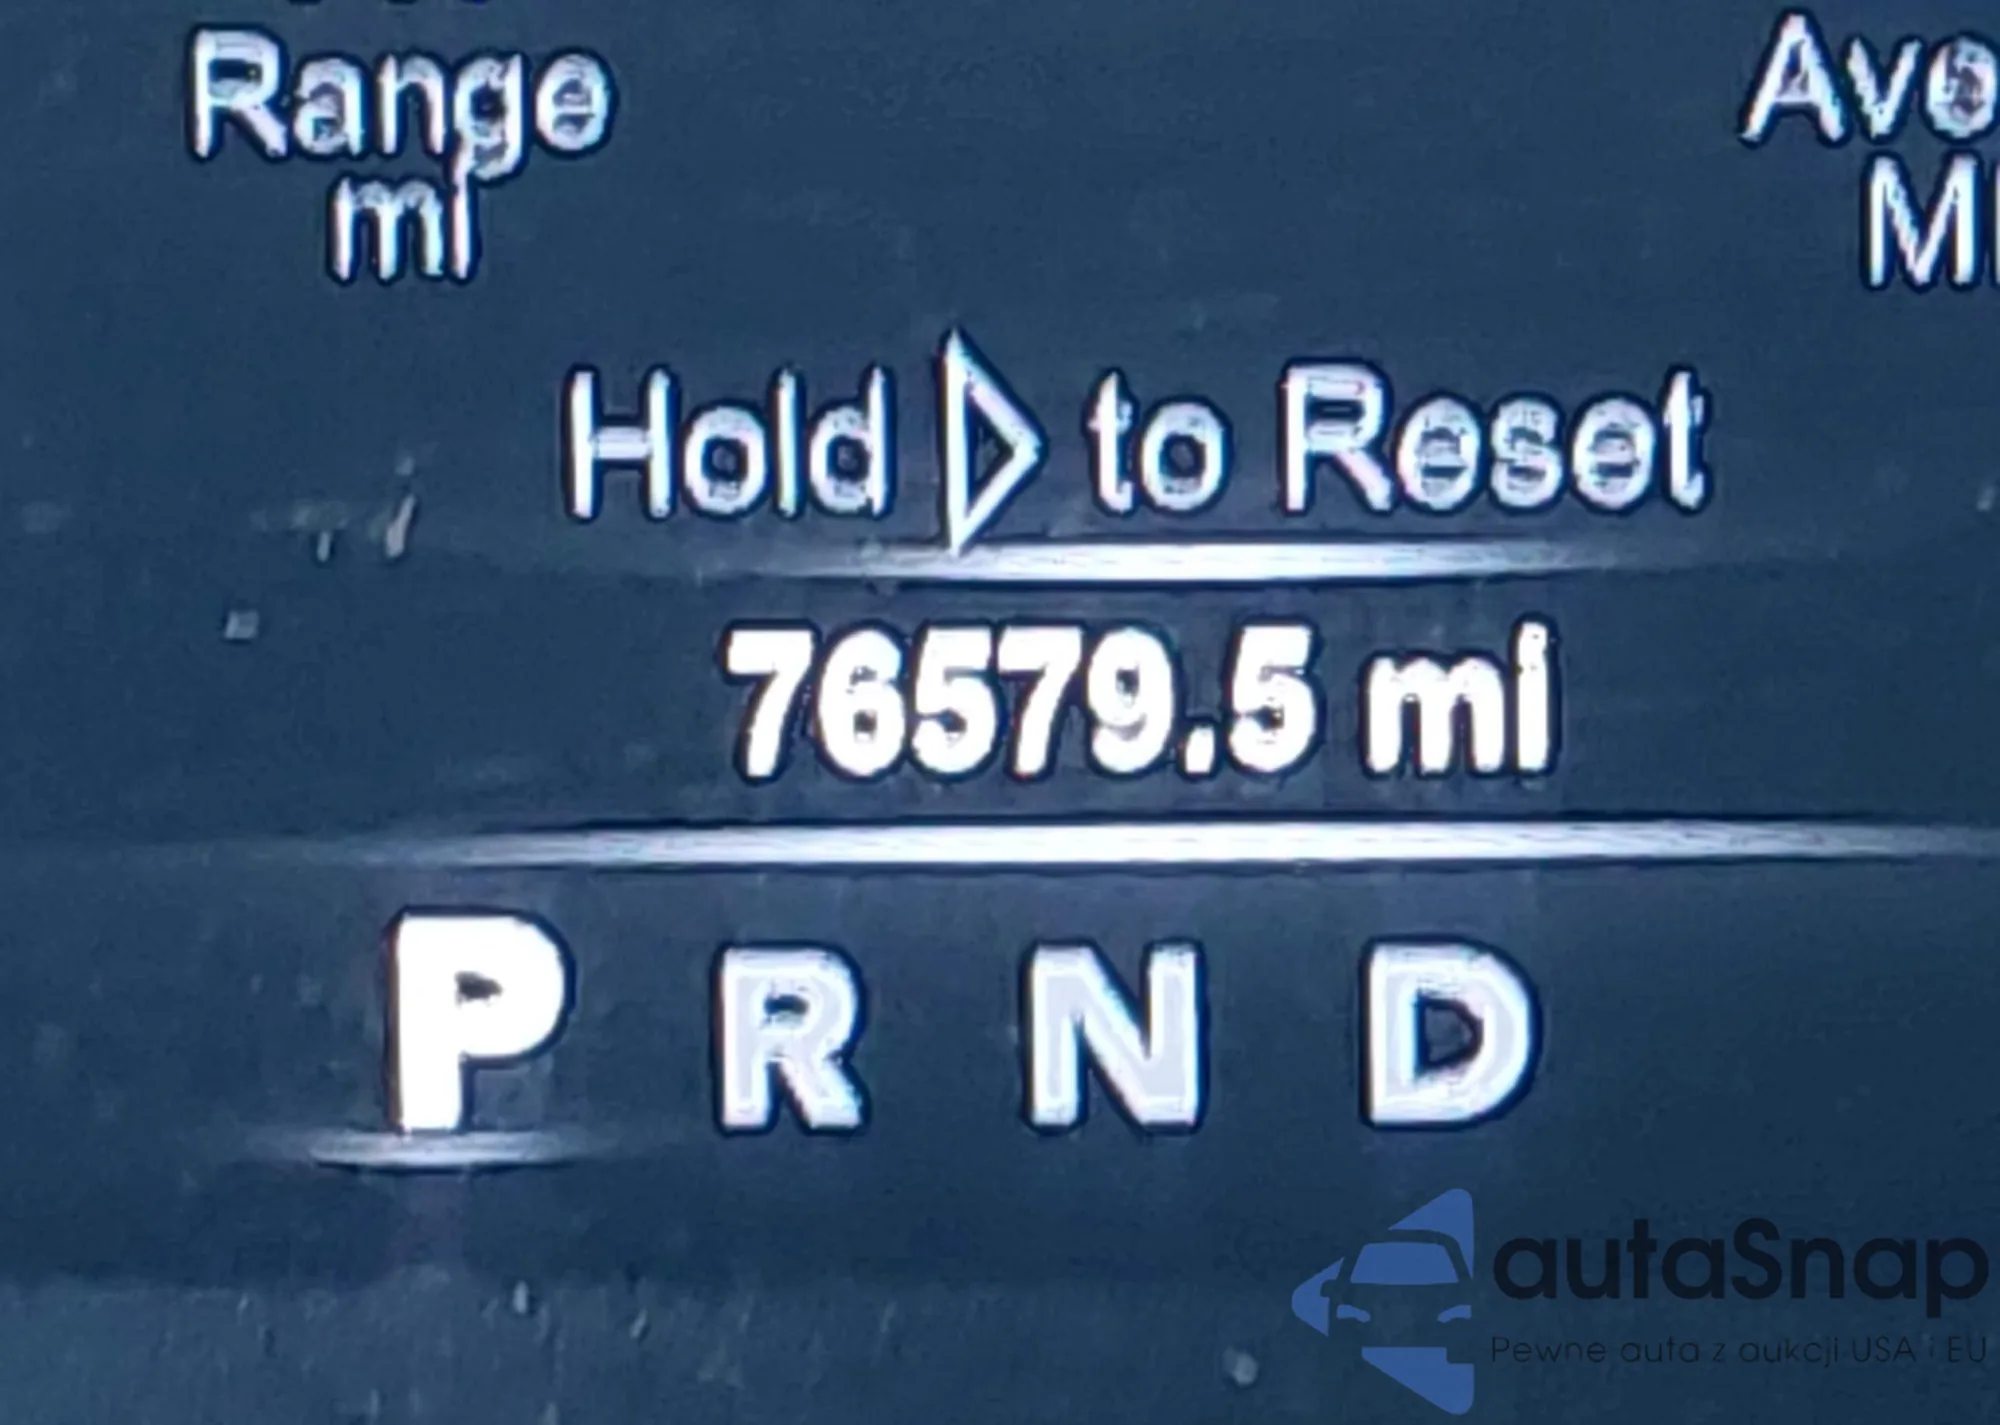 Range
mi
Hold ▷ to Reset
76579.5 mi
P R N D
autaSnap
Pewne auta z aukcji USA i EU